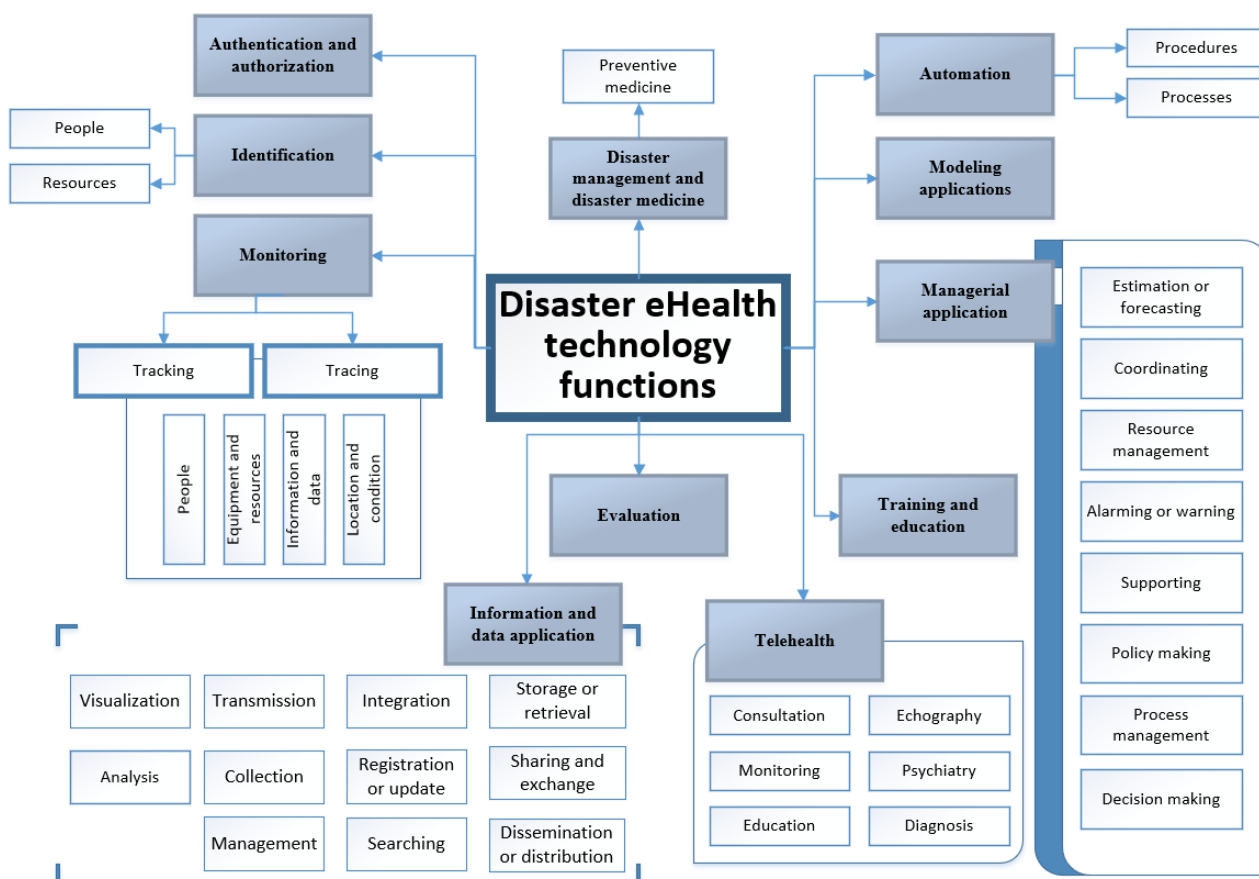 Authentication and
authorization
People
Identification
Resources
Monitoring
Tracking
Tracing
People
Equipment and
resources
Information and
data
Location and
condition
Preventive
medicine
Disaster
management and
disaster medicine
Disaster eHealth
technology
functions
Automation
Procedures
Processes
Modeling
applications
Managerial
application
Estimation or
forecasting
Coordinating
Resource
management
Alarming or warning
Supporting
Policy making
Process
management
Decision making
Training and
education
Evaluation
Information and
data application
Visualization
Transmission
Integration
Storage or
retrieval
Analysis
Collection
Registration
or update
Sharing and
exchange
Management
Searching
Dissemination
or distribution
Telehealth
Consultation
Echography
Monitoring
Psychiatry
Education
Diagnosis